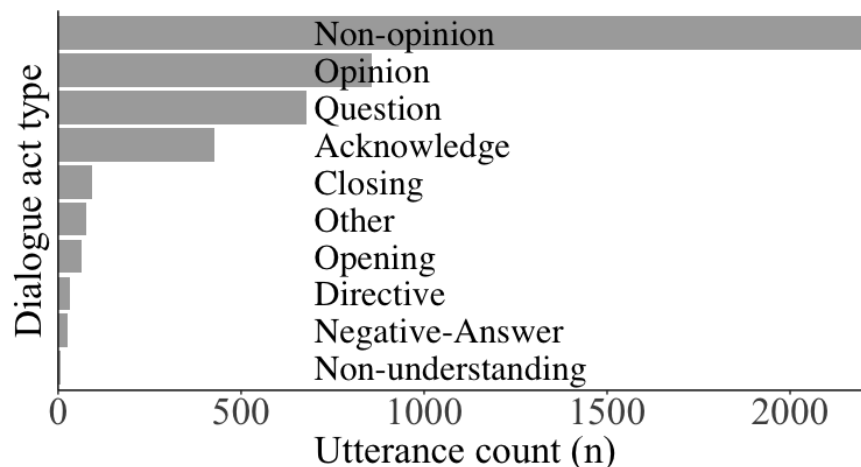 Dialogue act type
Non-opinion
Opinion
Question
Acknowledge
Closing
Other
Opening
Directive
Negative-Answer
Non-understanding
0 500 1000 1500 2000
Utterance count (n)